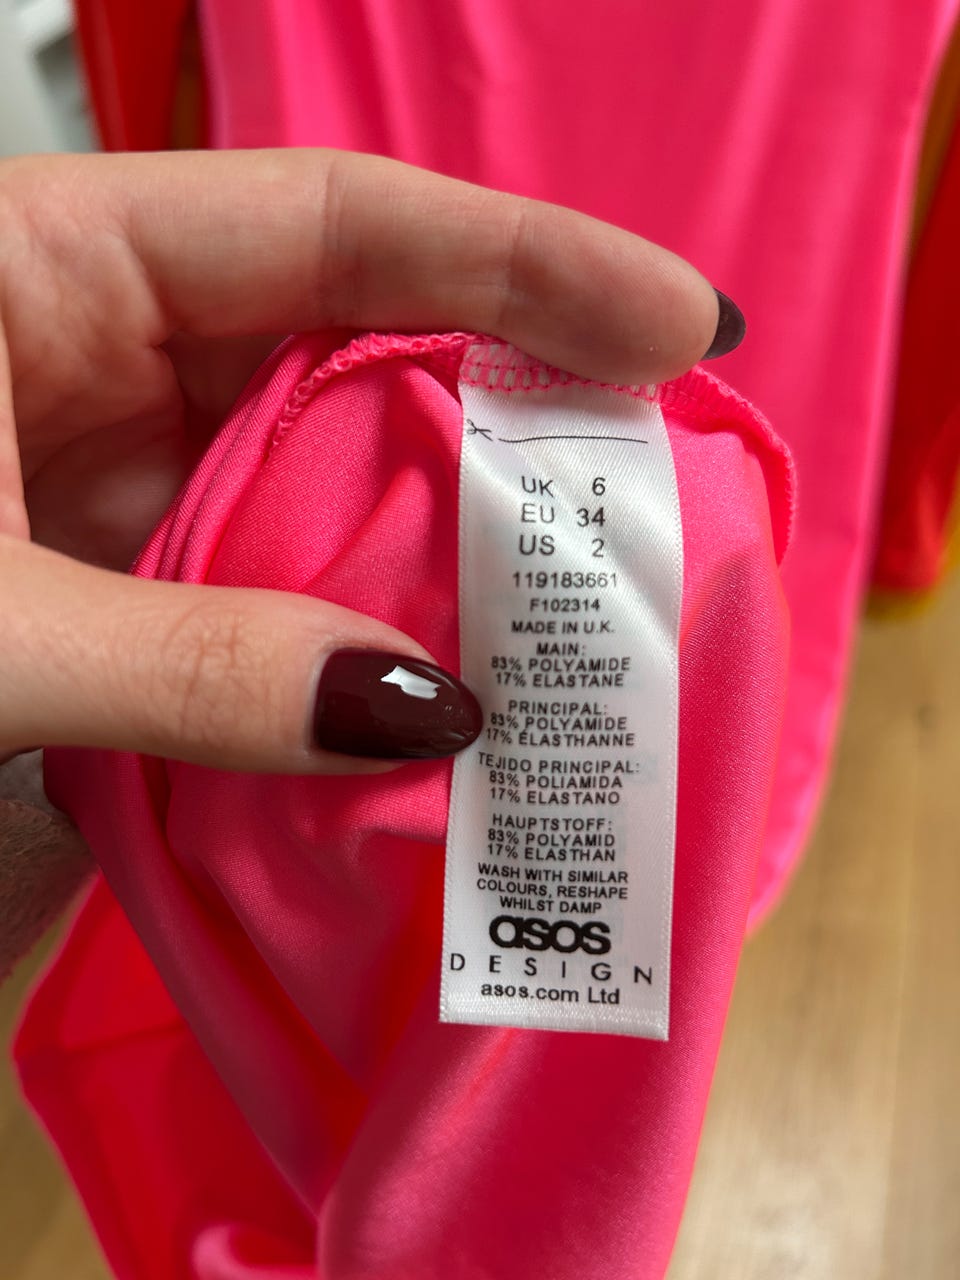 UK 6
EU 34
US 2
119183661
F102314
MADE IN U.K.
MAIN:
83% POLYAMIDE
17% ELASTANE
PRINCIPAL:
83% POLYAMIDE
17% ÉLASTHANNE
TEJIDO PRINCIPAL:
83% POLIAMIDA
17% ELASTANO
HAUPTSTOFF:
83% POLYAMID
17% ELASTHAN
WASH WITH SIMILAR
COLOURS, RESHAPE
WHILST DAMP
asos
DESIGN
asos.com Ltd